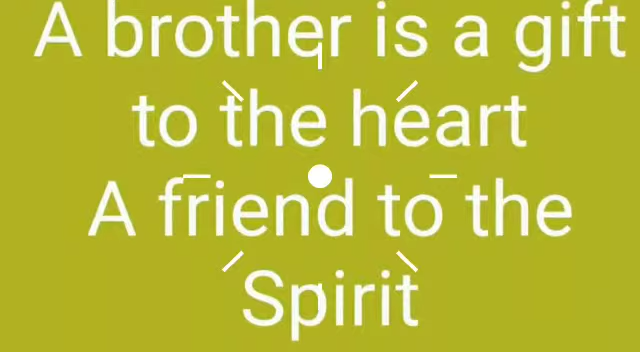 A brother is a gift
to the heart
A friend to the
Spirit